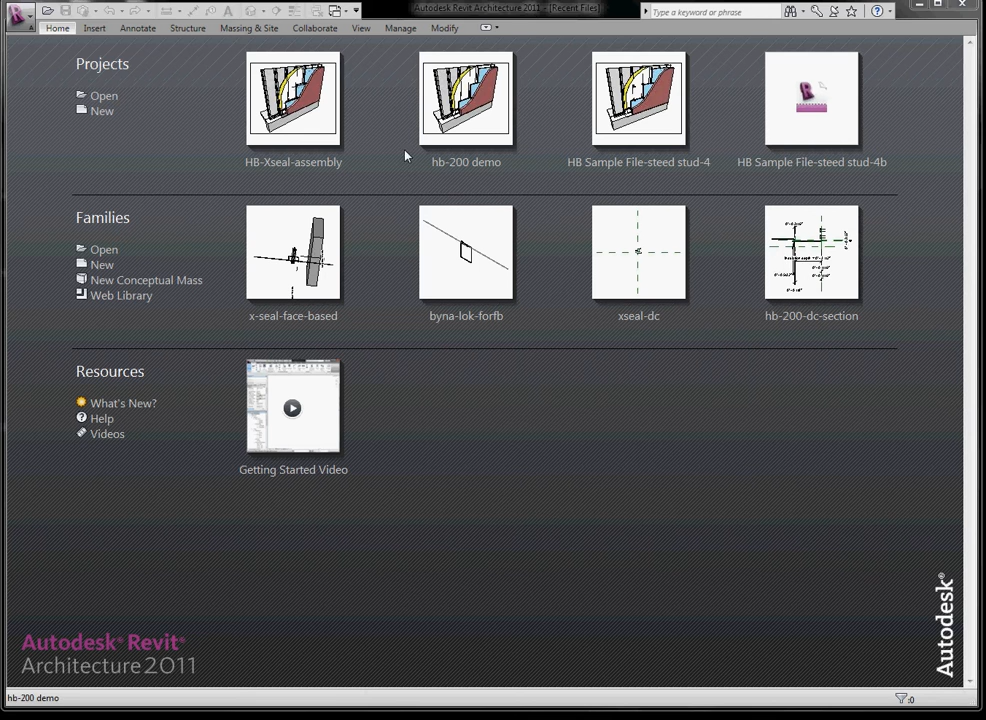 Autodesk Revit Architecture 2011 - [Recent Files]
Type a keyword or phrase
Home Insert Annotate Structure Massing & Site Collaborate View Manage Modify
Projects
Open
New
HB-Xseal-assembly
hb-200 demo
HB Sample File-steed stud-4
HB Sample File-steed stud-4b
Families
Open
New
New Conceptual Mass
Web Library
x-seal-face-based
byna-lok-forfb
xseal-dc
hb-200-dc-section
Resources
What's New?
Help
Videos
Getting Started Video
Autodesk® Revit®
Architecture 2011
Autodesk®
hb-200 demo
:0